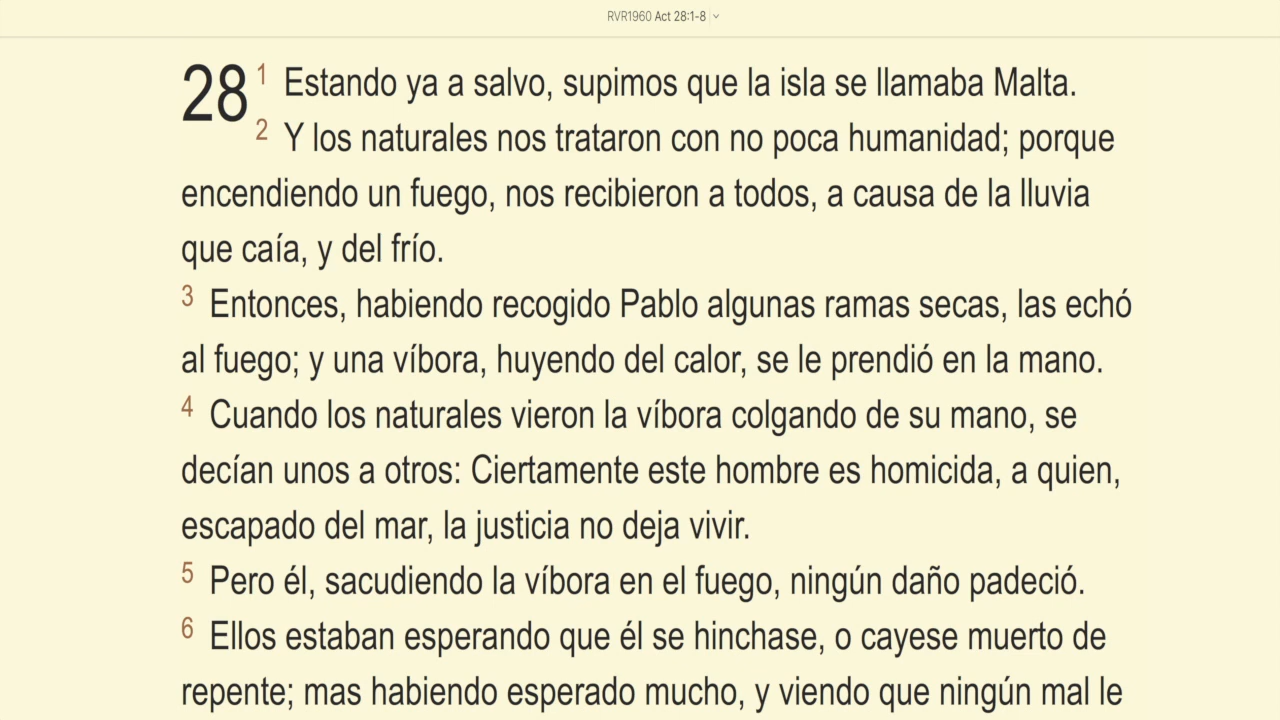 RVR1960 Act 28:1-8
28 1 Estando ya a salvo, supimos que la isla se llamaba Malta.
2 Y los naturales nos trataron con no poca humanidad; porque
encendiendo un fuego, nos recibieron a todos, a causa de la lluvia
que caía, y del frío.
3 Entonces, habiendo recogido Pablo algunas ramas secas, las echó
al fuego; y una víbora, huyendo del calor, se le prendió en la mano.
4 Cuando los naturales vieron la víbora colgando de su mano, se
decían unos a otros: Ciertamente este hombre es homicida, a quien,
escapado del mar, la justicia no deja vivir.
5 Pero él, sacudiendo la víbora en el fuego, ningún daño padeció.
6 Ellos estaban esperando que él se hinchase, o cayese muerto de
repente; mas habiendo esperado mucho, y viendo que ningún mal le